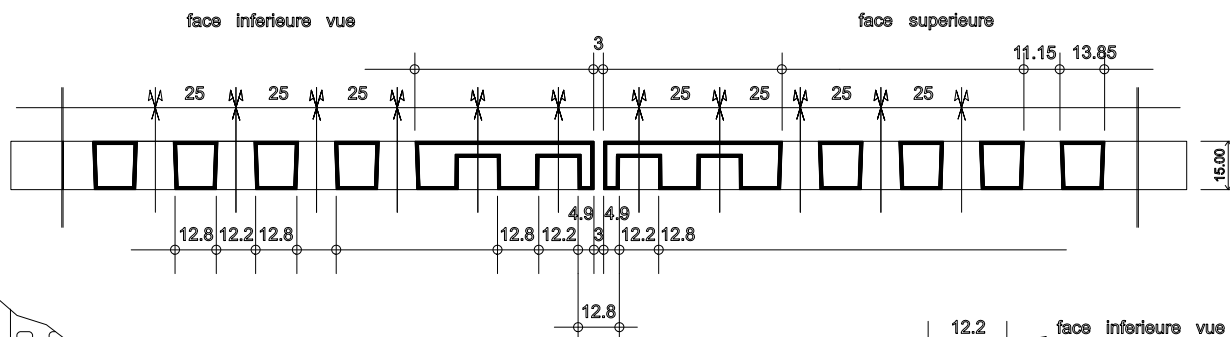 face inferieure vue
face superieure
3
11.15 13.85
25 25 25 25 25 25 25
15.00
4.9 4.9
12.8 12.2 12.8 12.8 12.2 3 12.2 12.8
12.8
12.2
face inferieure vue